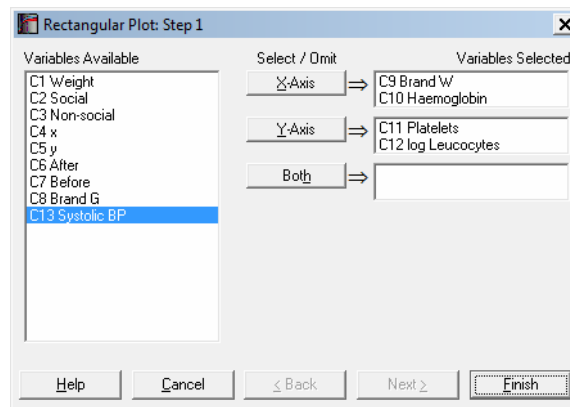 Rectangular Plot: Step 1
Variables Available
Select / Omit
Variables Selected
C1 Weight
C2 Social
C3 Non-social
C4 x
C5 y
C6 After
C7 Before
C8 Brand G
C13 Systolic BP
X-Axis
C9 Brand W
C10 Haemoglobin
Y-Axis
C11 Platelets
C12 log Leucocytes
Both
Help
Cancel
< Back
Next >
Finish